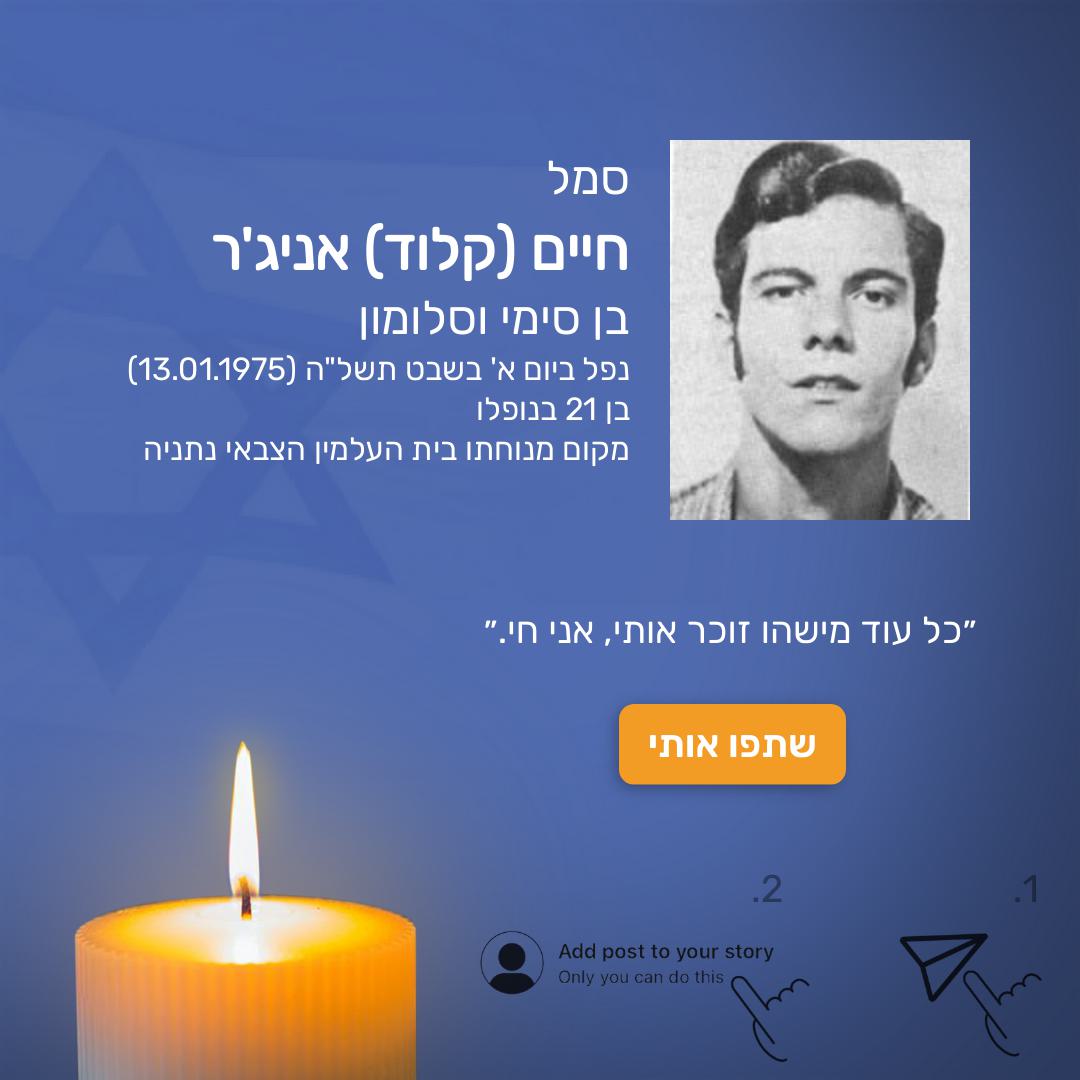 סמל
חיים (קלוד) אניג'ר
בן סימי וסלומון
נפל ביום א' בשבט תשל"ה (13.01.1975)
בן 21 בנופלו
מקום מנוחתו בית העלמין הצבאי נתניה
״כל עוד מישהו זוכר אותי, אני חי.״
שתפו אותי
1.
2.
Add post to your story
Only you can do this